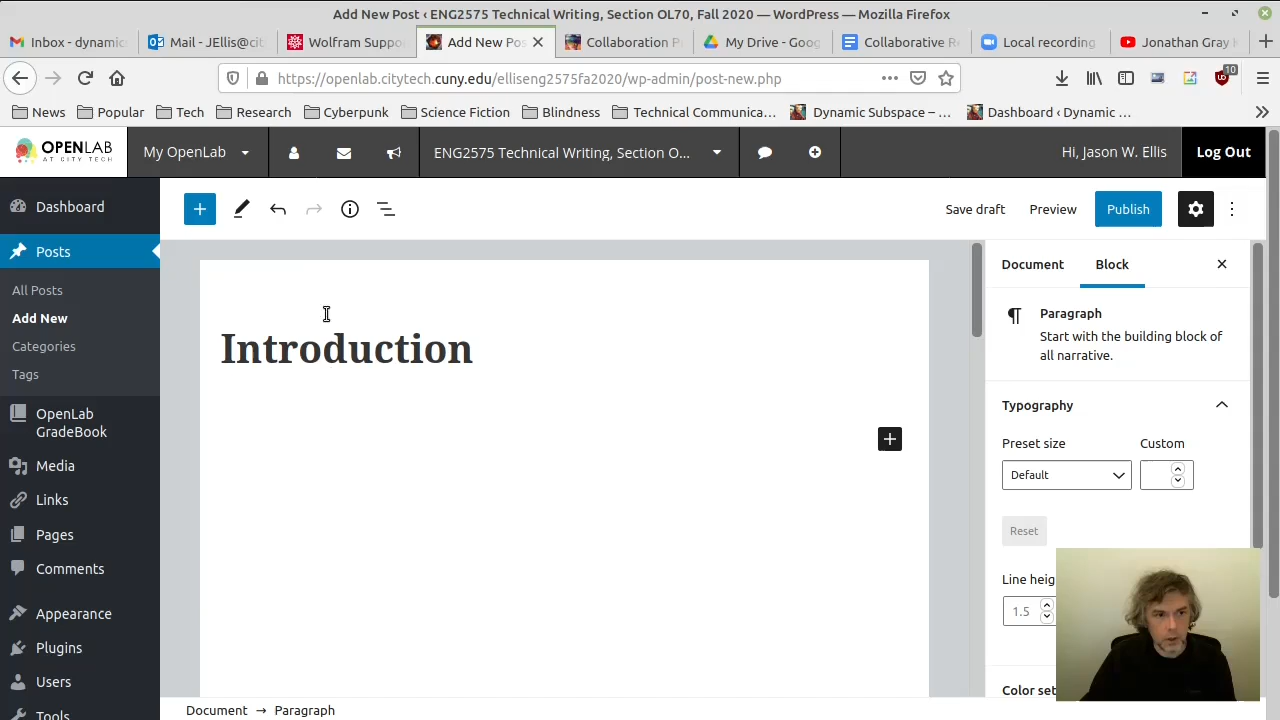 Add New Post ‹ ENG2575 Technical Writing, Section OL70, Fall 2020 — WordPress — Mozilla Firefox
Inbox - dynamic
Mail - JEllis@cit
Wolfram Suppo
Add New Pos
Collaboration P
My Drive - Goog
Collaborative R
Local recording
Jonathan Gray
https://openlab.citytech.cuny.edu/elliseng2575fa2020/wp-admin/post-new.php
10
News
Popular
Tech
Research
Cyberpunk
Science Fiction
Blindness
Technical Communica…
Dynamic Subspace – …
Dashboard ‹ Dynamic …
OPENLAB
AT CITY TECH
My OpenLab
ENG2575 Technical Writing, Section O...
Hi, Jason W. Ellis
Log Out
Dashboard
Posts
All Posts
Add New
Categories
Tags
OpenLab
GradeBook
Media
Links
Pages
Comments
Appearance
Plugins
Users
Tools
Save draft
Preview
Publish
Introduction
Document
Block
Paragraph
Start with the building block of
all narrative.
Typography
Preset size
Custom
Default
Reset
Line heig
1.5
Color set
Document → Paragraph